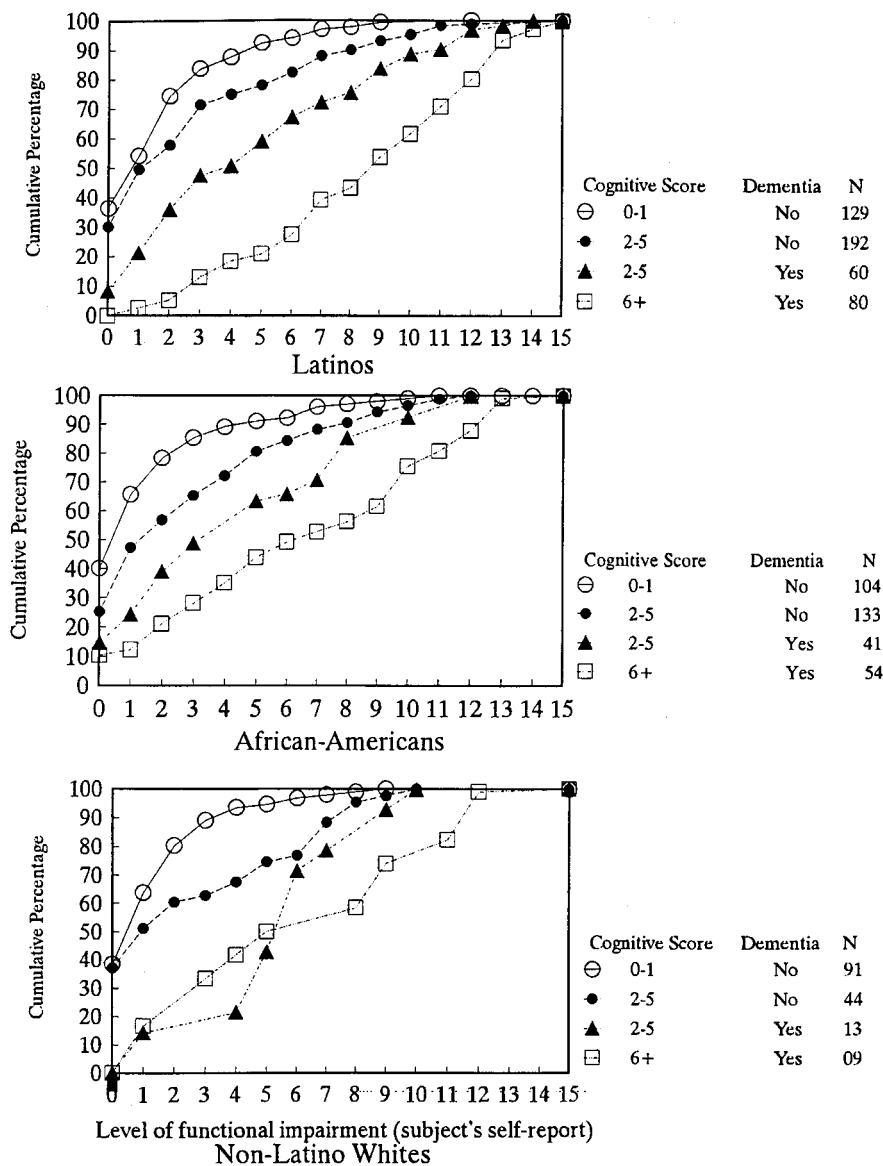 100
90
80
70
60
50
40
30
20
10
0
Cumulative Percentage
0 1 2 3 4 5 6 7 8 9 10 11 12 13 14 15
Latinos
Cognitive Score Dementia N
0-1 No 129
2-5 No 192
2-5 Yes 60
6+ Yes 80
100
90
80
70
60
50
40
30
20
10
0
Cumulative Percentage
0 1 2 3 4 5 6 7 8 9 10 11 12 13 14 15
African-Americans
Cognitive Score Dementia N
0-1 No 104
2-5 No 133
2-5 Yes 41
6+ Yes 54
100
90
80
70
60
50
40
30
20
10
0
Cumulative Percentage
0 1 2 3 4 5 6 7 8 9 10 11 12 13 14 15
Level of functional impairment (subject's self-report)
Non-Latino Whites
Cognitive Score Dementia N
0-1 No 91
2-5 No 44
2-5 Yes 13
6+ Yes 09